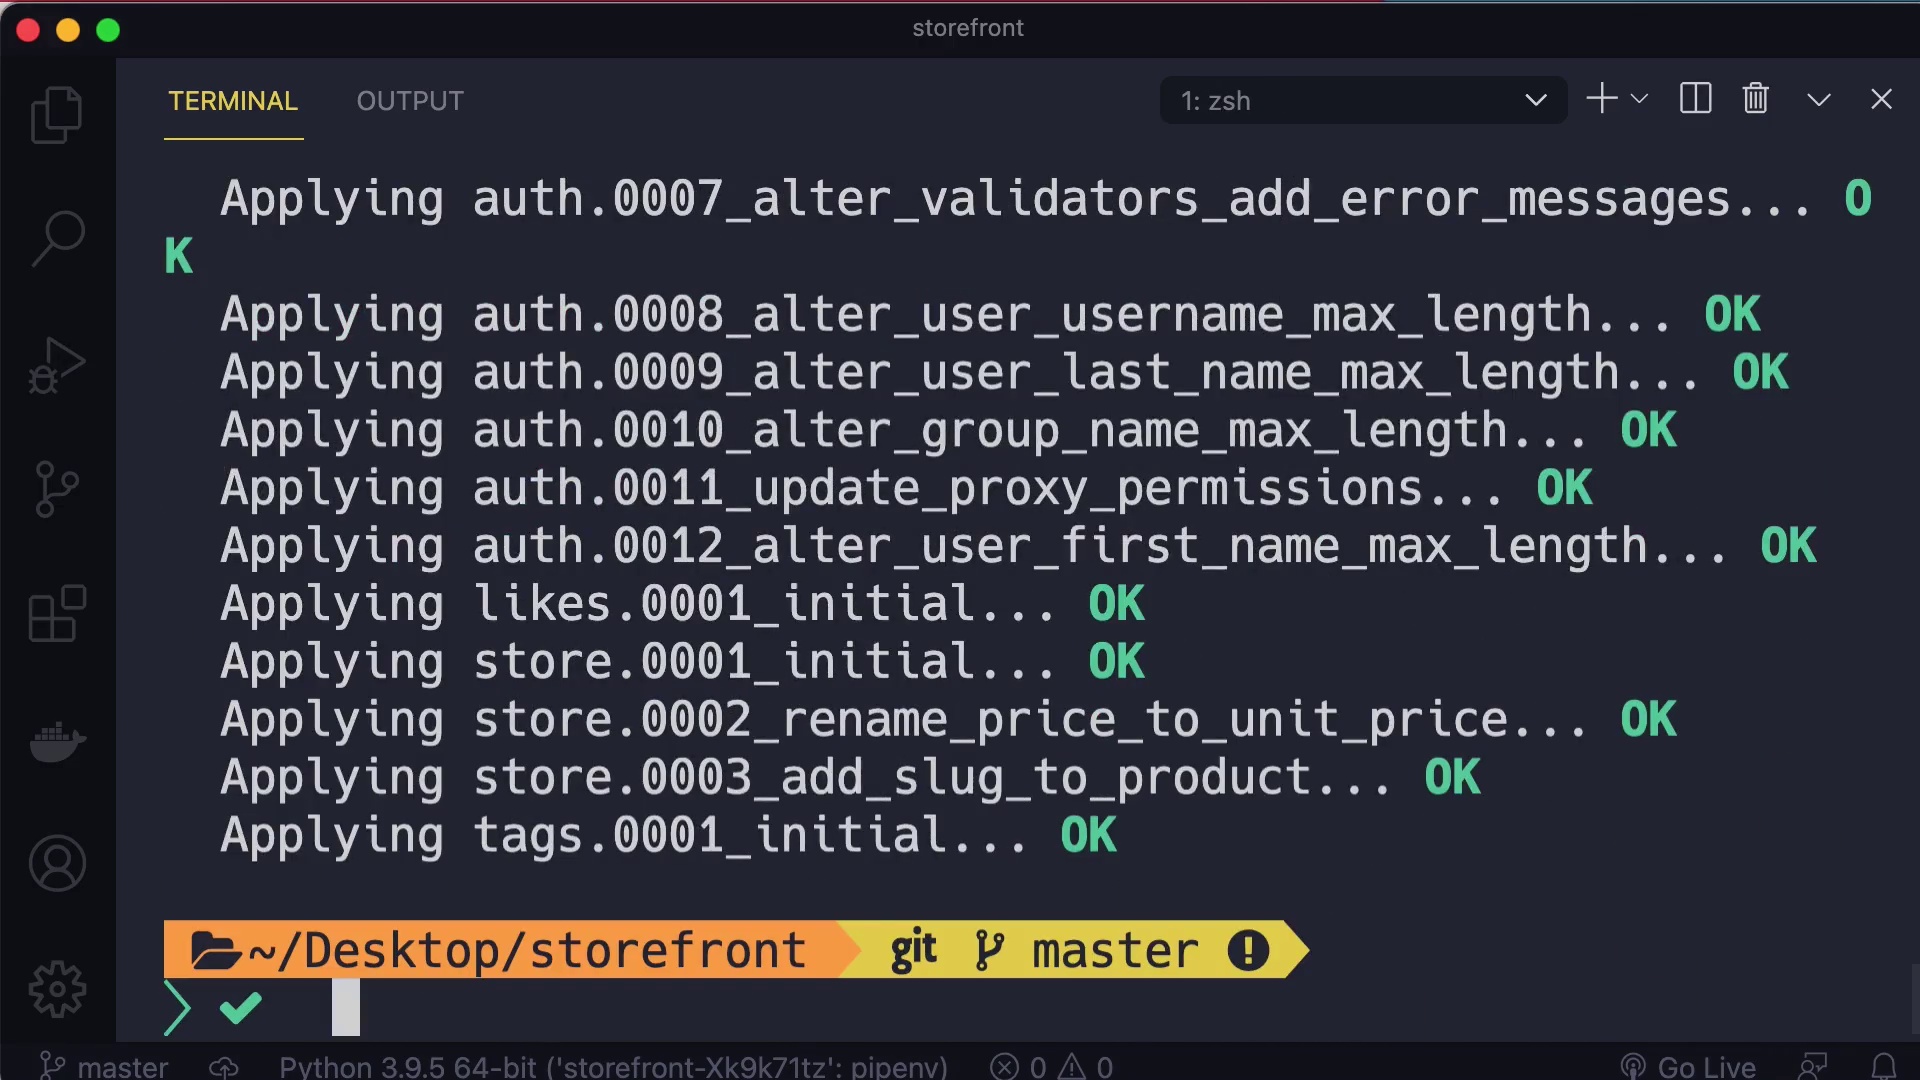 storefront
TERMINAL OUTPUT 1: zsh
Applying auth.0007_alter_validators_add_error_messages... O
K
Applying auth.0008_alter_user_username_max_length... OK
Applying auth.0009_alter_user_last_name_max_length... OK
Applying auth.0010_alter_group_name_max_length... OK
Applying auth.0011_update_proxy_permissions... OK
Applying auth.0012_alter_user_first_name_max_length... OK
Applying likes.0001_initial... OK
Applying store.0001_initial... OK
Applying store.0002_rename_price_to_unit_price... OK
Applying store.0003_add_slug_to_product... OK
Applying tags.0001_initial... OK
~/Desktop/storefront git master
master Python 3.9.5 64-bit ('storefront-Xk9k71tz': pipenv) 0 0 Go Live